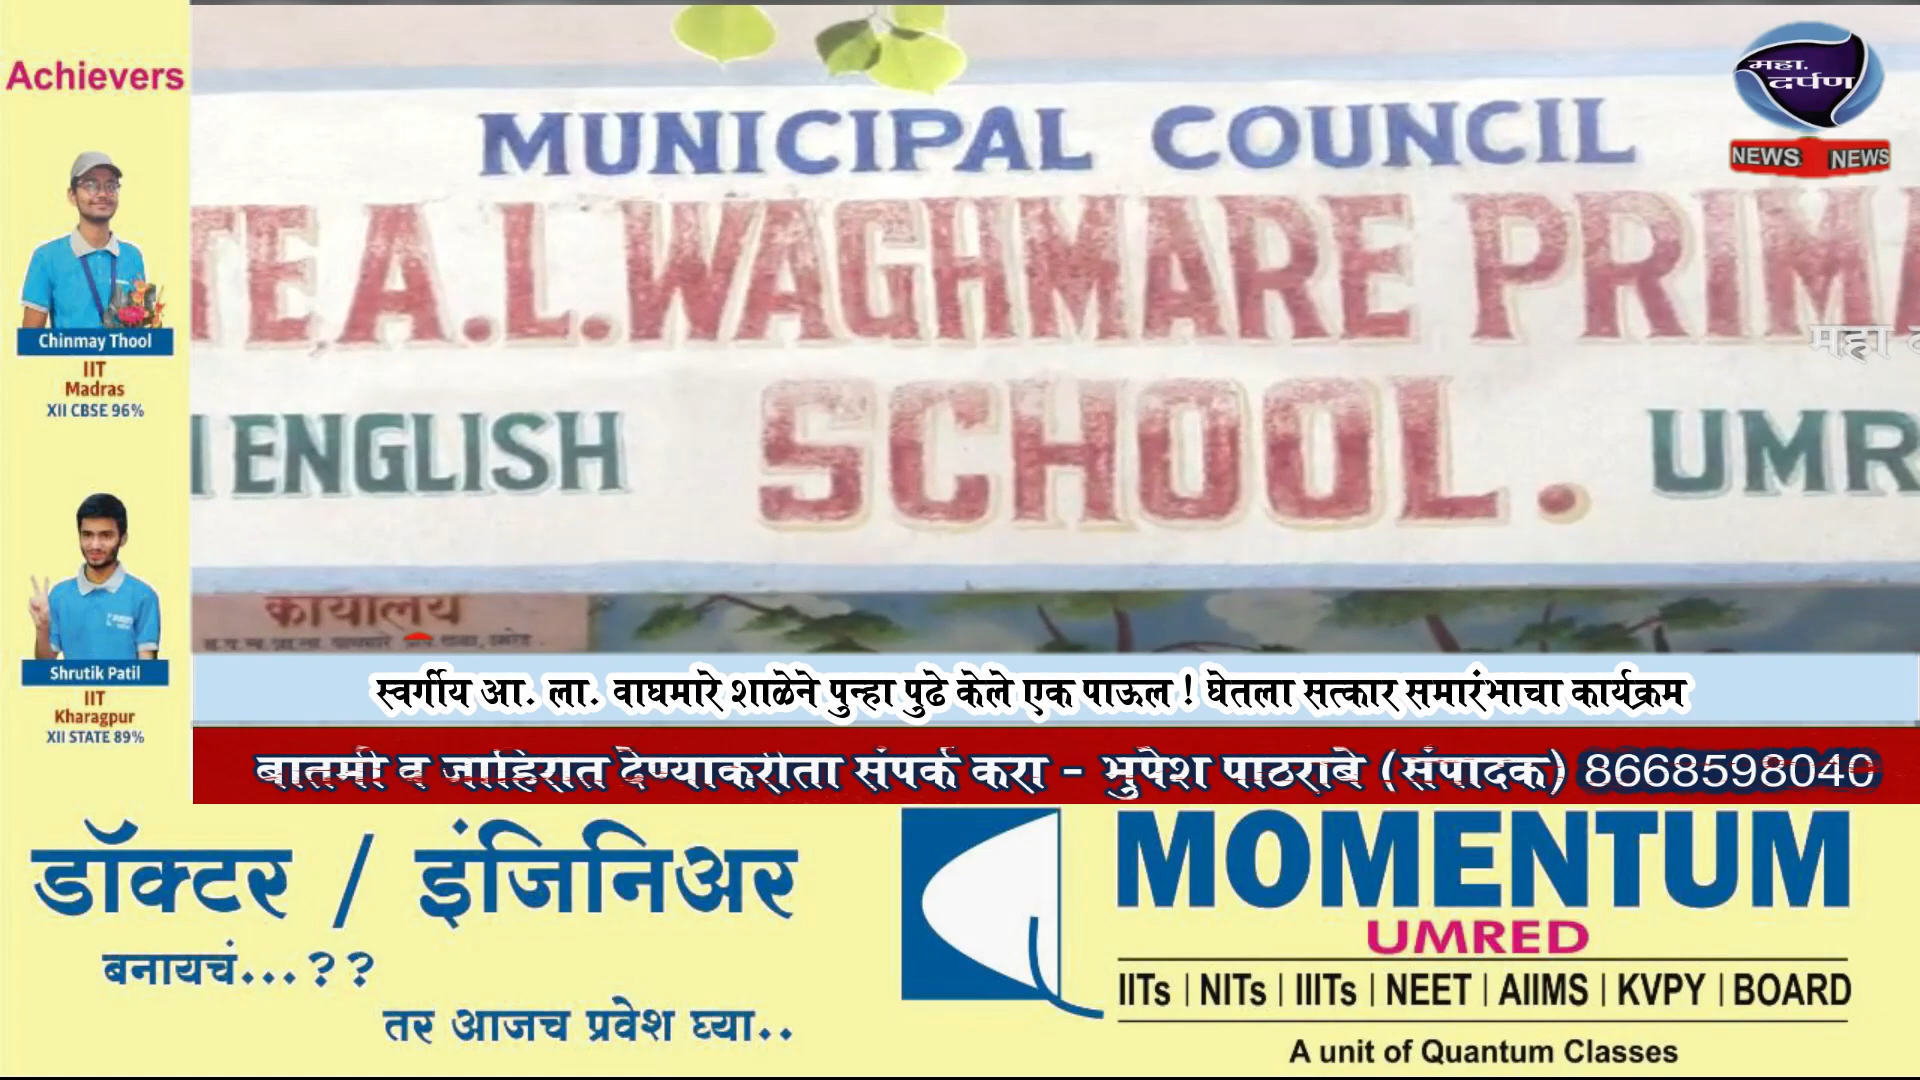 Achievers
Chinmay Thool
IIT
Madras
XII CBSE 96%
Shrutik Patil
IIT
Kharagpur
XII STATE 89%
महा.
दर्पण
NEWS NEWS
MUNICIPAL COUNCIL
TE A.L.WAGHMARE PRIMA
ENGLISH SCHOOL. UMR
महा
कार्यालय
स्वर्गीय आ. ला. वाघमारे शाळेने पुन्हा पुढे केले एक पाऊल ! घेतला सत्कार समारंभाचा कार्यक्रम
बातमी व जाहिरात देण्याकरीता संपर्क करा - भुपेश पाठराबे (संपादक) 8668598040
डॉक्टर / इंजिनिअर
बनायचं...??
तर आजच प्रवेश घ्या..
MOMENTUM
UMRED
IITs | NITs | IIITs | NEET | AIIMS | KVPY | BOARD
A unit of Quantum Classes